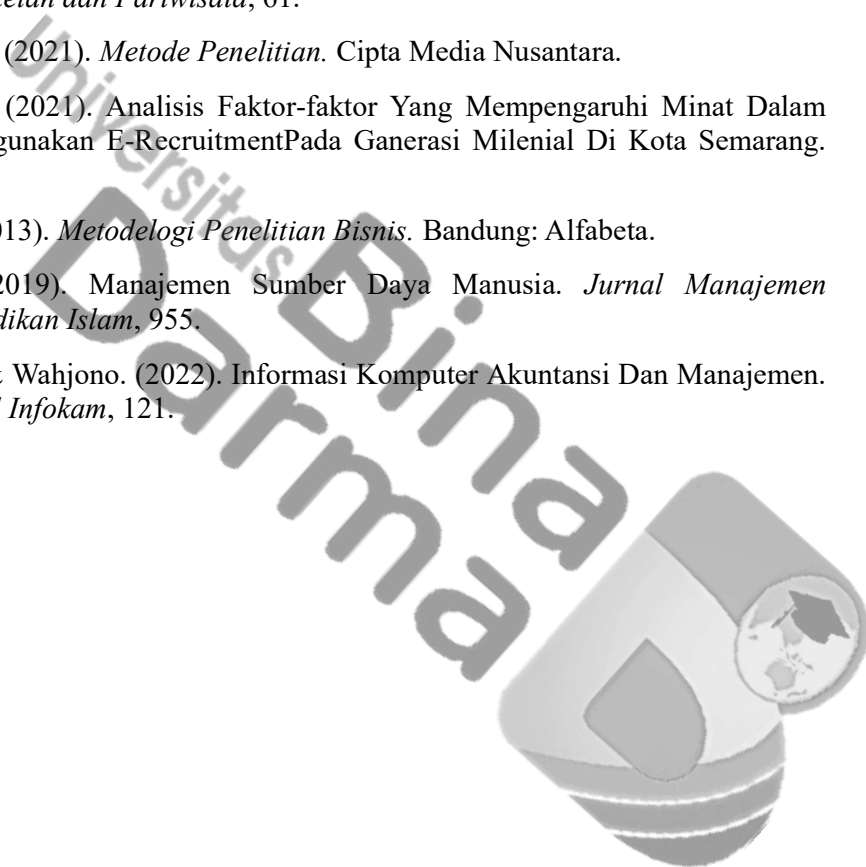 dan Pariwisata, 61.
(2021). Metode Penelitian. Cipta Media Nusantara.
(2021). Analisis Faktor-faktor Yang Mempengaruhi Minat Dalam
gunakan E-RecruitmentPada Ganerasi Milenial Di Kota Semarang.
013). Metodelogi Penelitian Bisnis. Bandung: Alfabeta.
2019). Manajemen Sumber Daya Manusia. Jurnal Manajemen
dikan Islam, 955.
Wahjono. (2022). Informasi Komputer Akuntansi Dan Manajemen.
Infokam, 121.
Universitas
Bina
Darma